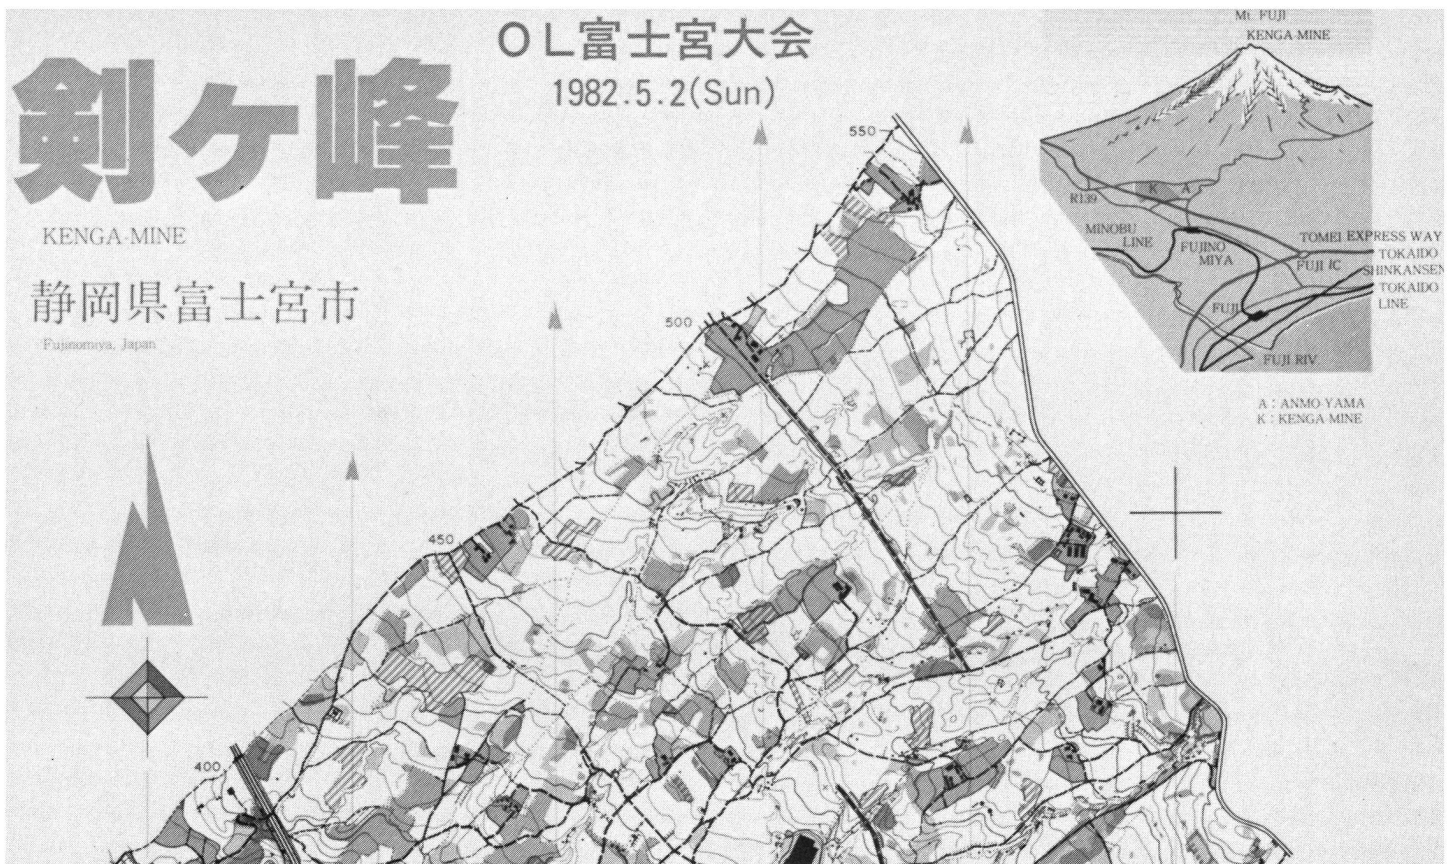 OL富士宮大会
1982.5.2(Sun)
剣ヶ峰
KENGA-MINE
静岡県富士宮市
Fujinomiya, Japan
550
500
450
400
Mt. FUJI
KENGA MINE
K
A
R139
MINOBU
LINE
FUJINO
MIYA
TOMEI EXPRESS WAY
FUJI IC
TOKAIDO
SHINKANSEN
TOKAIDO
LINE
FUJI
FUJI RIV.
A : ANMO-YAMA
K : KENGA-MINE